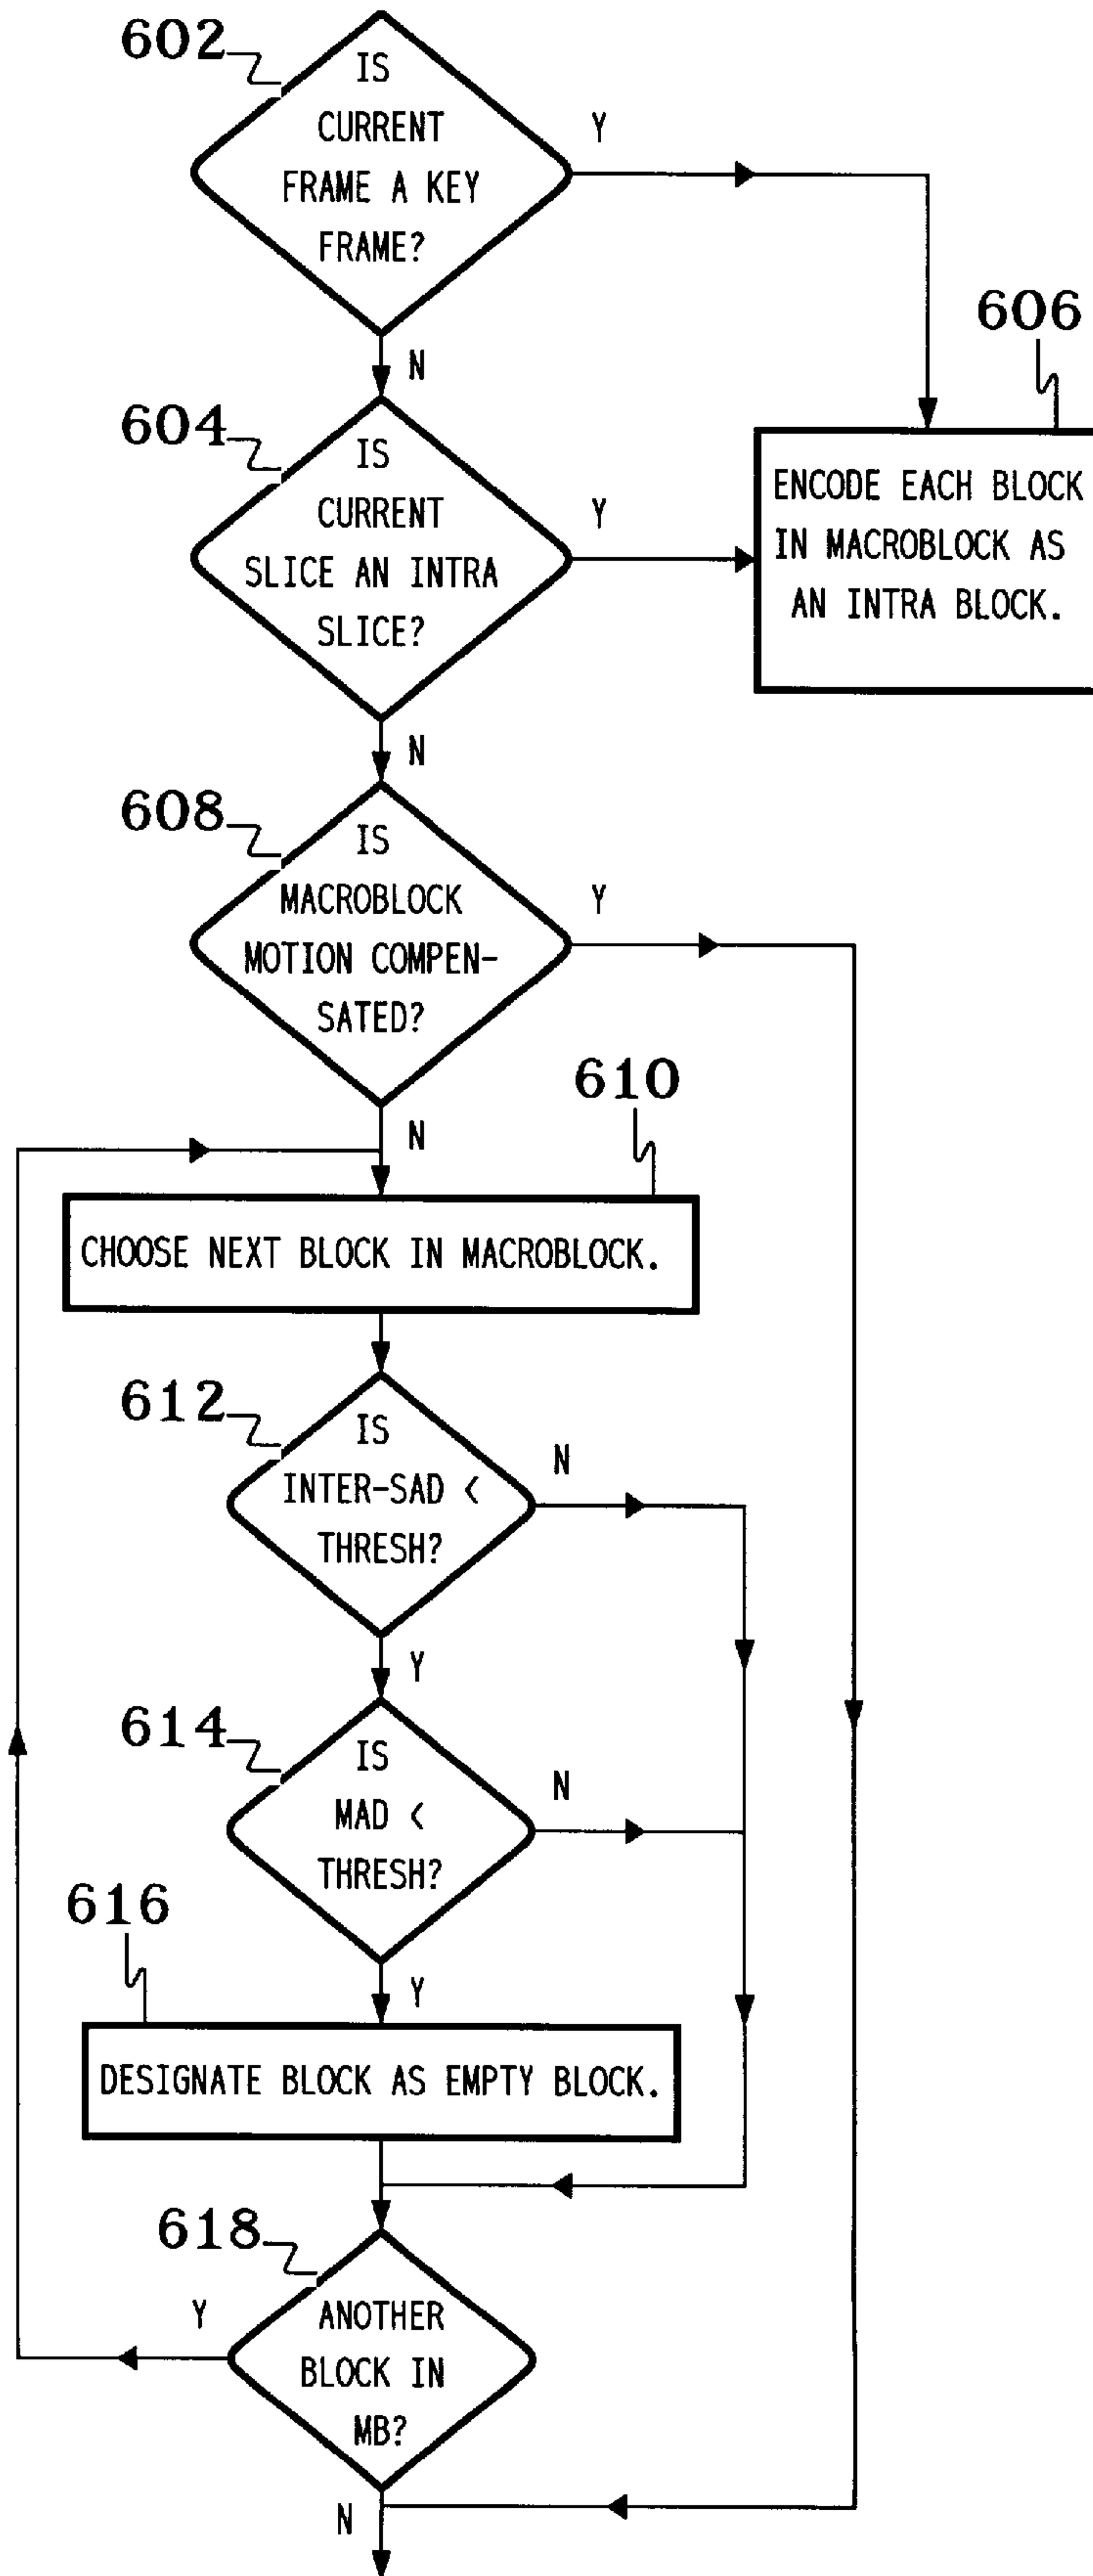 602
IS
CURRENT
FRAME A KEY
FRAME?
Y
N
606
ENCODE EACH BLOCK
IN MACROBLOCK AS
AN INTRA BLOCK.
604
IS
CURRENT
SLICE AN INTRA
SLICE?
Y
N
608
IS
MACROBLOCK
MOTION COMPEN-
SATED?
Y
N
610
CHOOSE NEXT BLOCK IN MACROBLOCK.
612
IS
INTER-SAD <
THRESH?
N
Y
614
IS
MAD <
THRESH?
N
Y
616
DESIGNATE BLOCK AS EMPTY BLOCK.
618
ANOTHER
BLOCK IN
MB?
Y
N